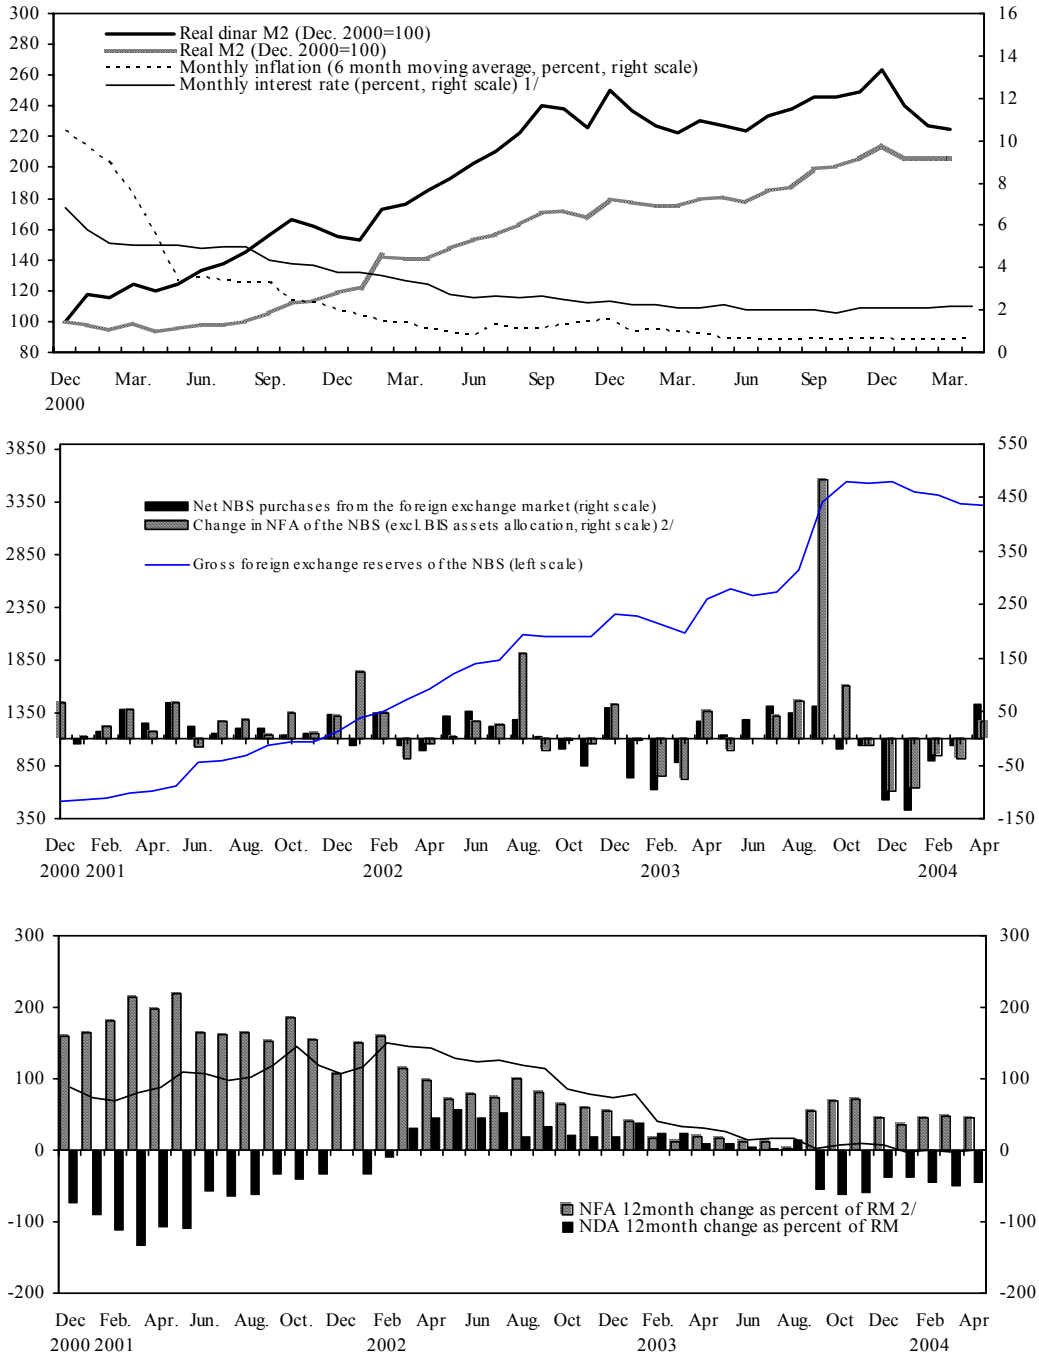 300 16
280 14
260 12
240
220 10
200 8
180
160 6
140 4
120
100 2
80 0
Real dinar M2 (Dec. 2000=100)
Real M2 (Dec. 2000=100)
Monthly inflation (6 month moving average, percent, right scale)
Monthly interest rate (percent, right scale) 1/
Dec Mar. Jun. Sep. Dec Mar. Jun Sep Dec Mar. Jun Sep Dec Mar.
2000
3850 550
3350 450
2850 350
2350 250
1850 150
1350 50
850 -50
350 -150
Net NBS purchases from the foreign exchange market (right scale)
Change in NFA of the NBS (excl. BIS assets allocation, right scale) 2/
Gross foreign exchange reserves of the NBS (left scale)
Dec Feb. Apr. Jun. Aug. Oct. Dec Feb Apr Jun Aug. Oct Dec Feb. Apr Jun Aug. Oct Dec Feb Apr
2000 2001 2002 2003 2004
300 300
200 200
100 100
0 0
-100 -100
-200 -200
NFA 12month change as percent of RM 2/
NDA 12month change as percent of RM
Dec Feb. Apr. Jun. Aug. Oct. Dec Feb Apr Jun Aug. Oct Dec Feb. Apr Jun Aug. Oct Dec Feb Apr
2000 2001 2002 2003 2004